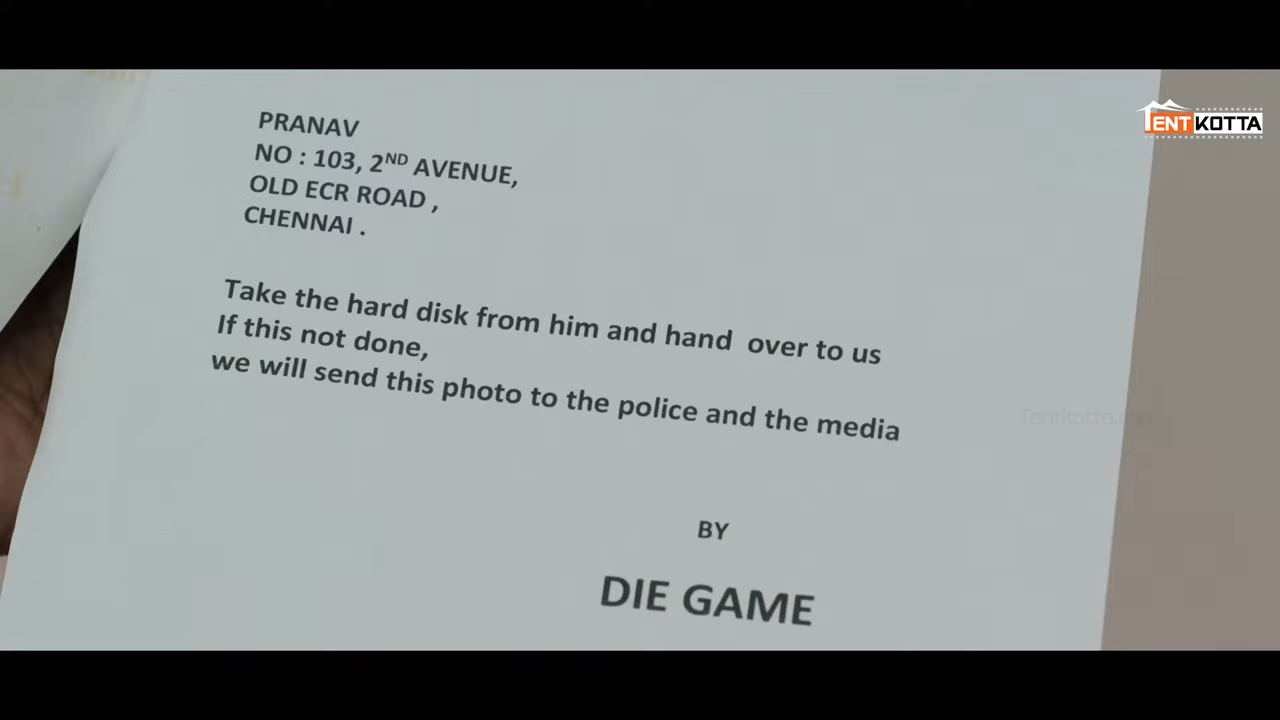 PRANAV
NO : 103, 2ND AVENUE,
OLD ECR ROAD ,
CHENNAI .
Take the hard disk from him and hand over to us
If this not done,
we will send this photo to the police and the media
BY
DIE GAME
TENTKOTTA